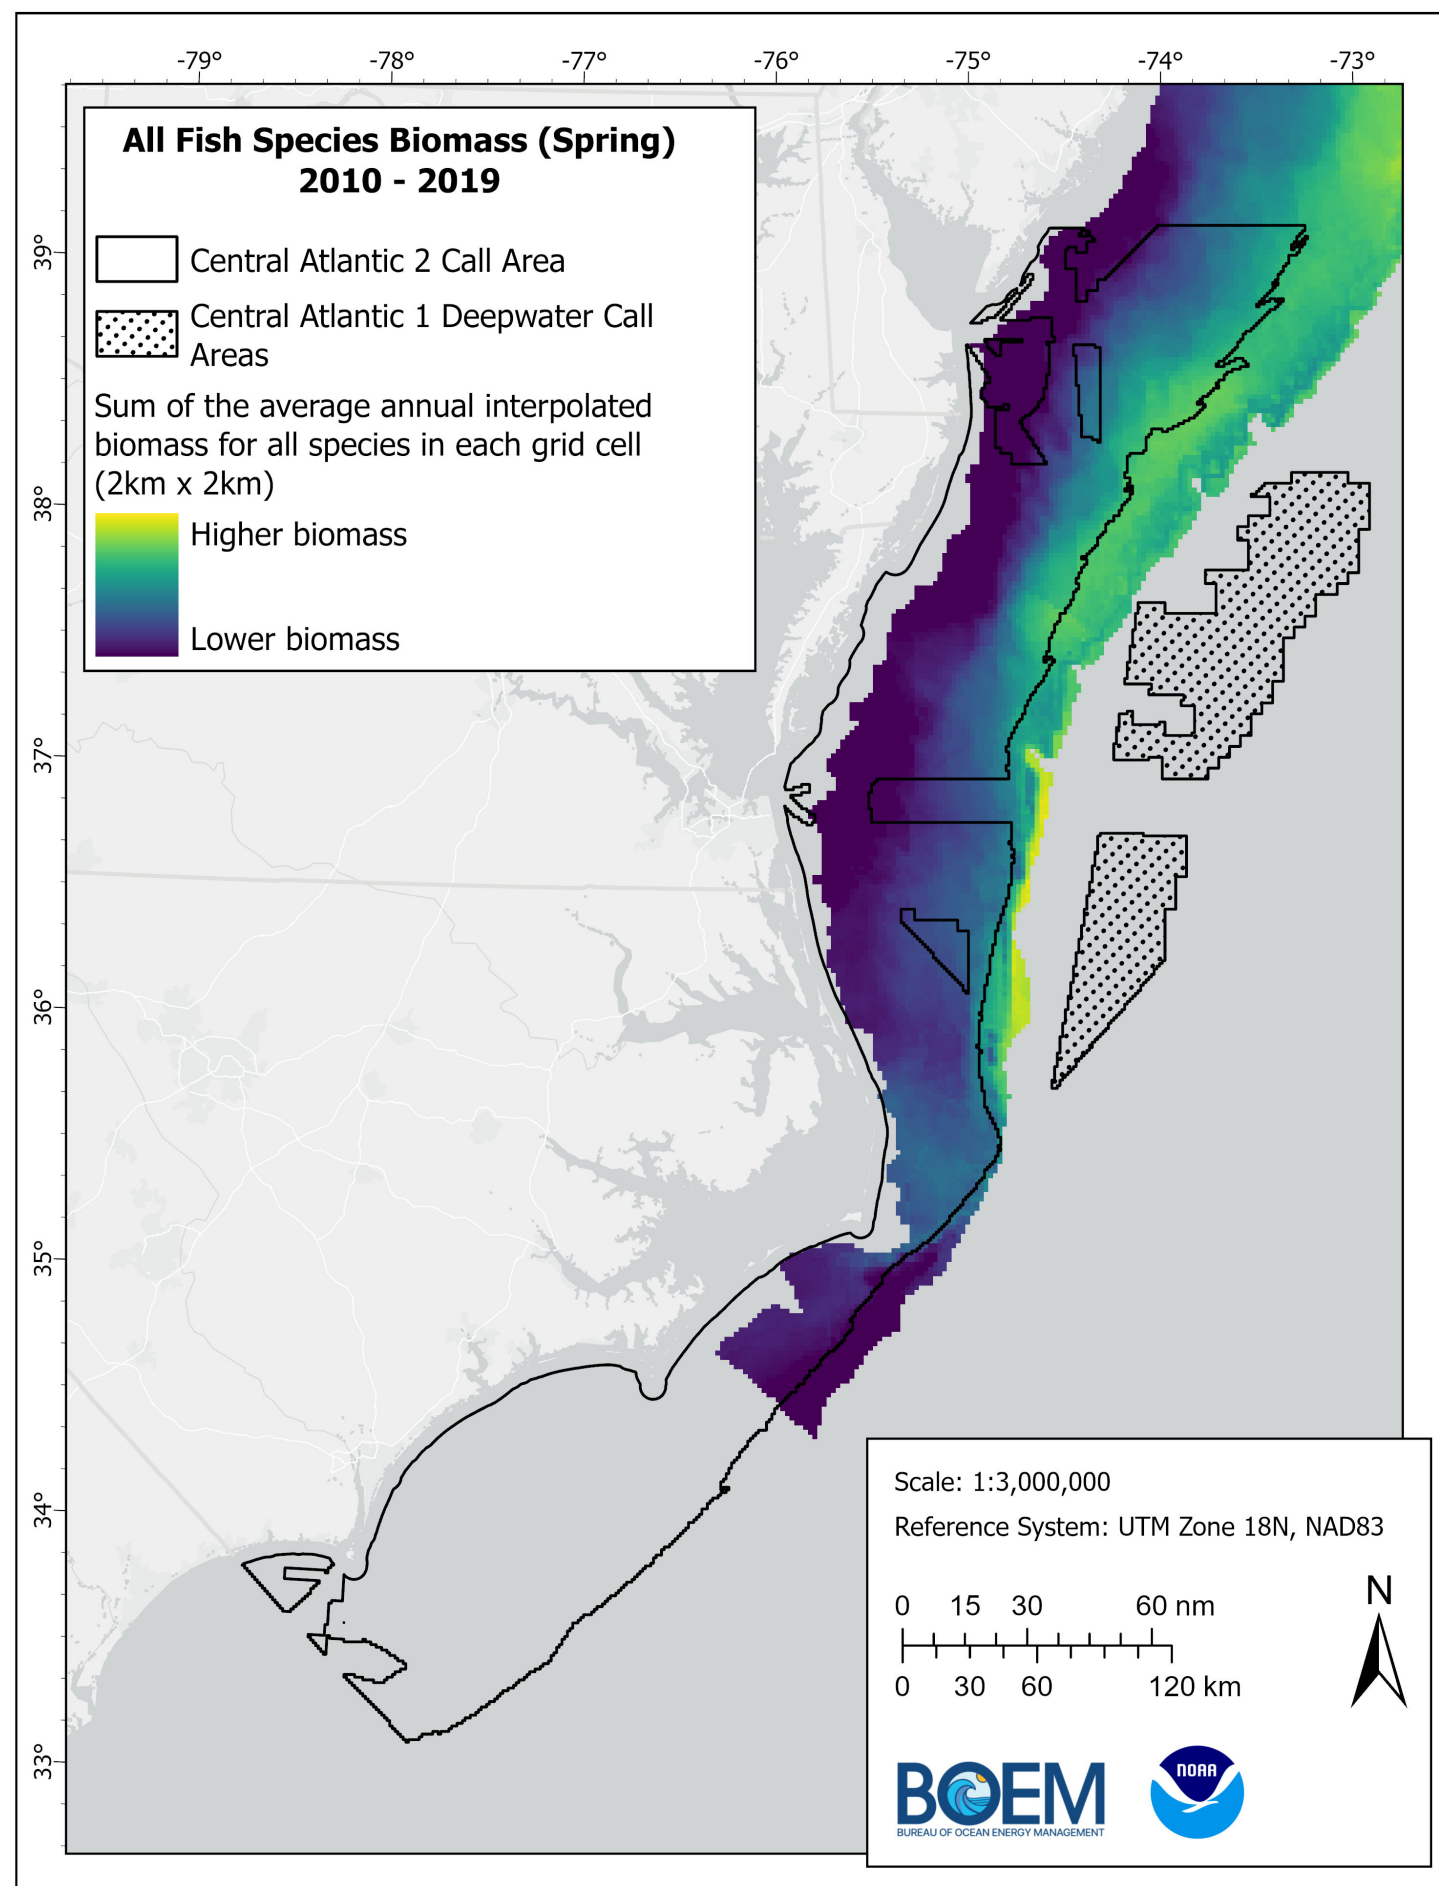 -79° -78° -77° -76° -75° -74° -73°
All Fish Species Biomass (Spring)
2010 - 2019
Central Atlantic 2 Call Area
Central Atlantic 1 Deepwater Call
Areas
Sum of the average annual interpolated
biomass for all species in each grid cell
(2km x 2km)
Higher biomass
Lower biomass
39°
38°
37°
36°
35°
34°
33°
Scale: 1:3,000,000
Reference System: UTM Zone 18N, NAD83
0 15 30 60 nm
0 30 60 120 km
N
BOEM
BUREAU OF OCEAN ENERGY MANAGEMENT
NOAA